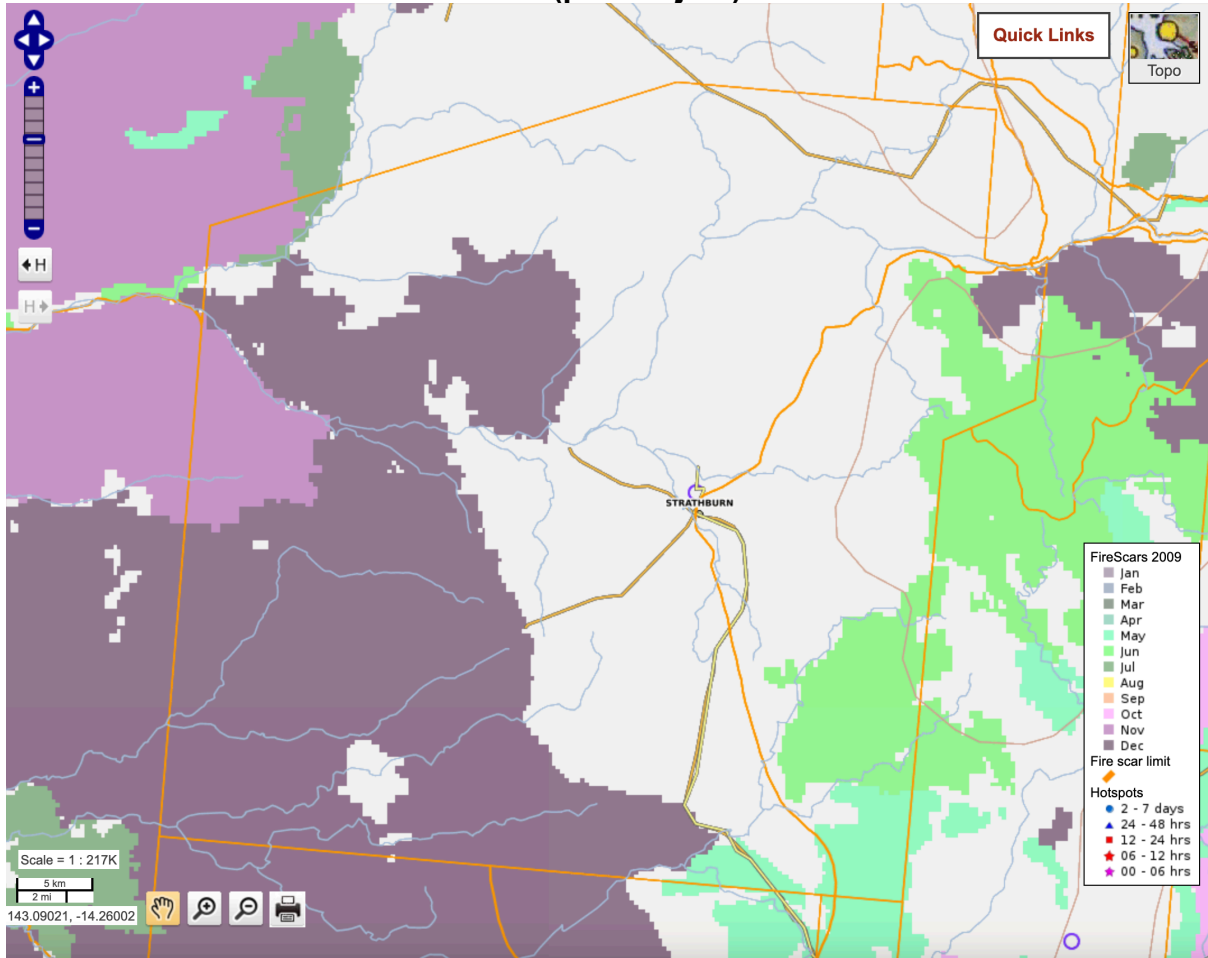 Quick Links
Topo
H
H
STRATHBURN
FireScars 2009
Jan
Feb
Mar
Apr
May
Jun
Jul
Aug
Sep
Oct
Nov
Dec
Fire scar limit
Hotspots
2 - 7 days
24 - 48 hrs
12 - 24 hrs
06 - 12 hrs
00 - 06 hrs
Scale = 1 : 217K
5 km
2 mi
143.09021, -14.26002